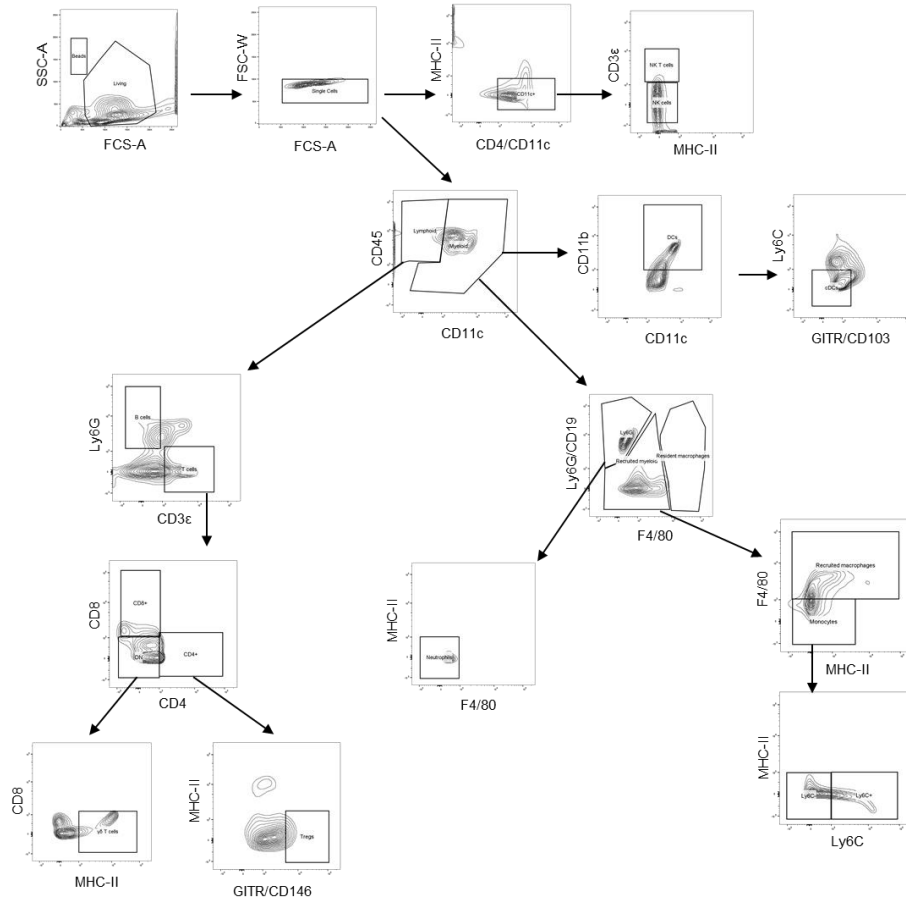 SSC-A
Beads
Living
FCS-A
FSC-W
Single Cells
FCS-A
MHC-II
CD4/CD11c
CD3ε
NK T cells
NK cells
MHC-II
CD45
Lymphoid
Myeloid
CD11c
CD11b
DCs
CD11c
Ly6C
cDCs
GITR/CD103
Ly6G
B cells
T cells
CD3ε
Ly6G/CD19
Ly6G
Recruited myeloid
Resident macrophages
F4/80
CD8
CD8+
DN
CD4+
CD4
MHC-II
Neutrophils
F4/80
F4/80
Recruited macrophages
Monocytes
MHC-II
CD8
γδ T cells
MHC-II
MHC-II
Tregs
GITR/CD146
MHC-II
Ly6C-
Ly6C+
Ly6C